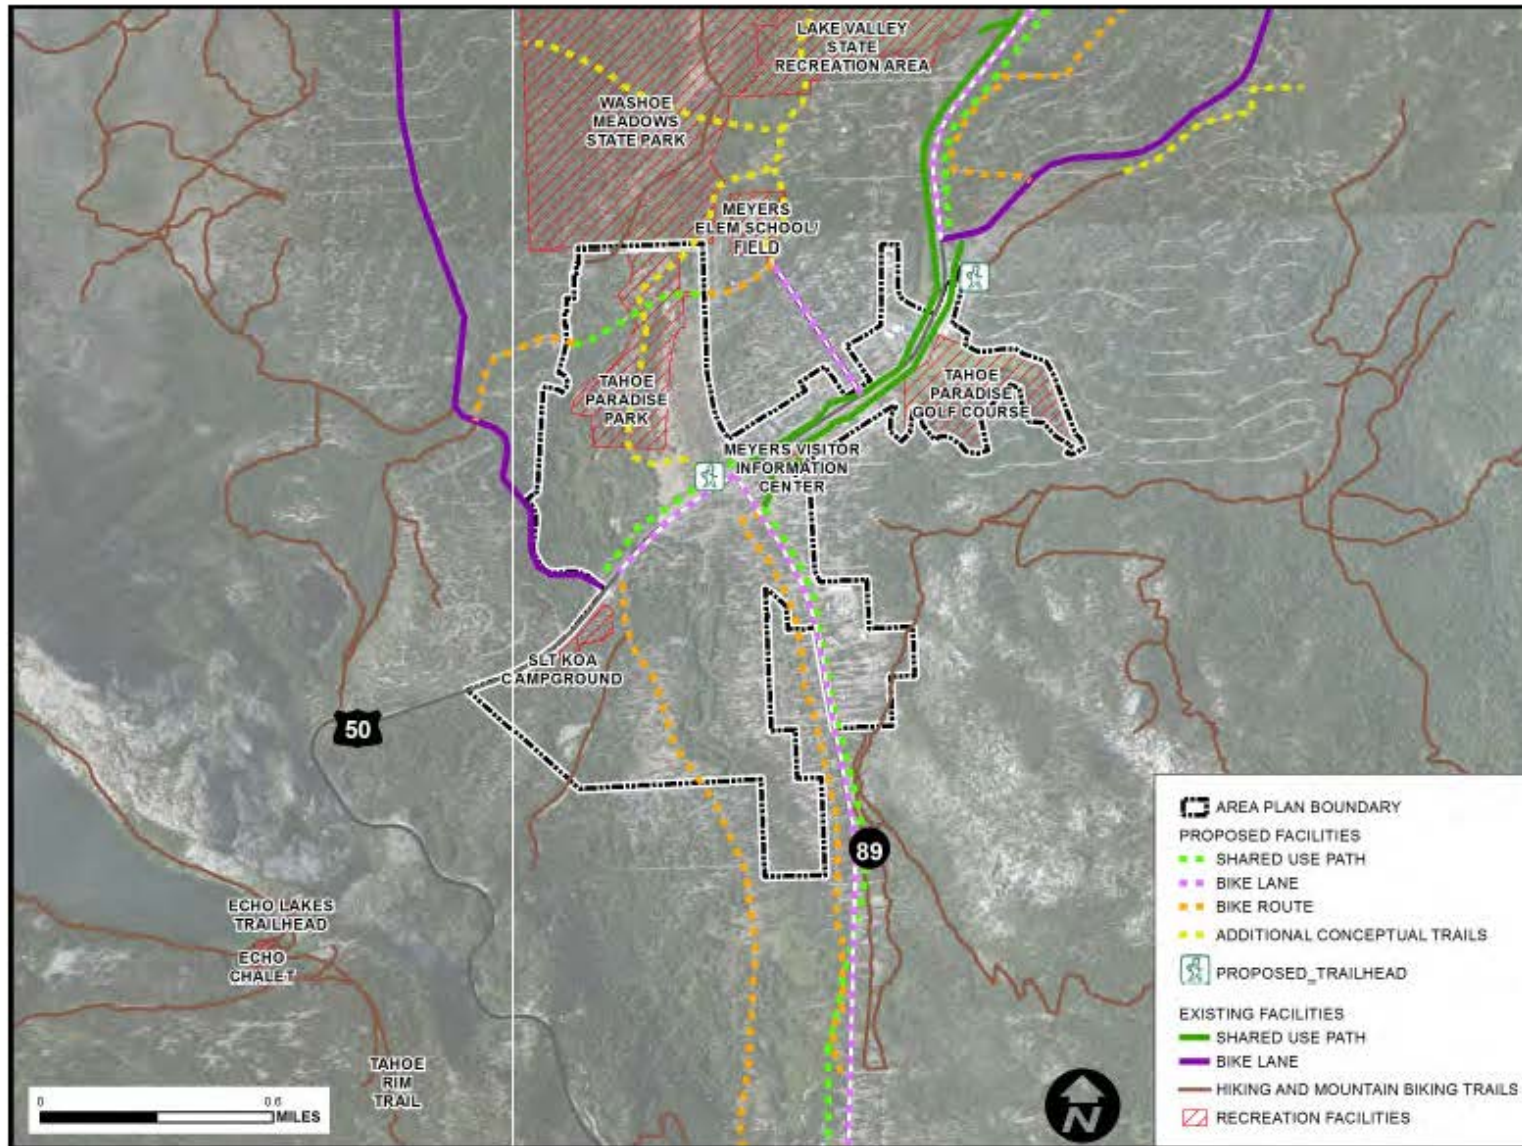 LAKE VALLEY
STATE
RECREATION AREA
WASHOE
MEADOWS
STATE PARK
MEYERS
ELEM SCHOOL/
FIELD
TAHOE
PARADISE
PARK
TAHOE
PARADISE
GOLF COURSE
MEYERS VISITOR
INFORMATION
CENTER
SLT KOA
CAMPGROUND
50
89
ECHO LAKES
TRAILHEAD
ECHO
CHALET
TAHOE
RIM
TRAIL
0 0.6
MILES
N
AREA PLAN BOUNDARY
PROPOSED FACILITIES
SHARED USE PATH
BIKE LANE
BIKE ROUTE
ADDITIONAL CONCEPTUAL TRAILS
PROPOSED_TRAILHEAD
EXISTING FACILITIES
SHARED USE PATH
BIKE LANE
HIKING AND MOUNTAIN BIKING TRAILS
RECREATION FACILITIES